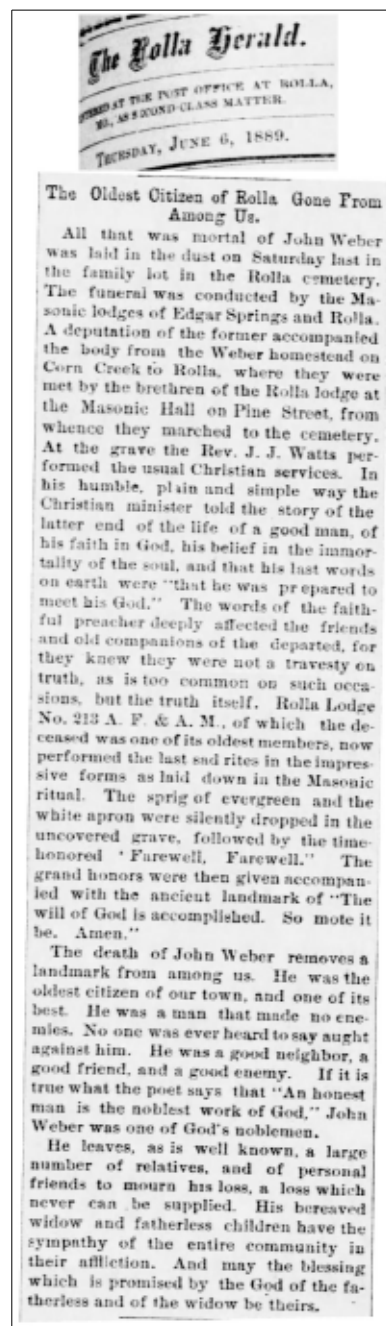 The Rolla Herald.
ENTERED AT THE POST OFFICE AT ROLLA,
MO., AS SECOND-CLASS MATTER.
THURSDAY, JUNE 6, 1889.
The Oldest Citizen of Rolla Gone From
Among Us.
All that was mortal of John Weber
was laid in the dust on Saturday last in
the family lot in the Rolla cemetery.
The funeral was conducted by the Ma-
sonic lodges of Edgar Springs and Rolla.
A deputation of the former accompanied
the body from the Weber homestead on
Corn Creek to Rolla, where they were
met by the brethren of the Rolla lodge at
the Masonic Hall on Pine Street, from
whence they marched to the cemetery.
At the grave the Rev. J. J. Watts per-
formed the usual Christian services. In
his humble, plain and simple way the
Christian minister told the story of the
latter end of the life of a good man, of
his faith in God, his belief in the immor-
tality of the soul, and that his last words
on earth were "that he was prepared to
meet his God." The words of the faith-
ful preacher deeply affected the friends
and old companions of the departed, for
they knew they were not a travesty on
truth, as is too common on such occa-
sions, but the truth itself. Rolla Lodge
No. 213 A. F. & A. M., of which the de-
ceased was one of its oldest members, now
performed the last sad rites in the impres-
sive forms as laid down in the Masonic
ritual. The sprig of evergreen and the
white apron were silently dropped in the
uncovered grave, followed by the time-
honored ' Farewell, Farewell." The
grand honors were then given accompan-
ied with the ancient landmark of "The
will of God is accomplished. So mote it
be. Amen."
The death of John Weber removes a
landmark from among us. He was the
oldest citizen of our town, and one of its
best. He was a man that made no ene-
mies. No one was ever heard to say aught
against him. He was a good neighbor, a
good friend, and a good enemy. If it is
true what the poet says that "An honest
man is the noblest work of God," John
Weber was one of God's noblemen.
He leaves, as is well known, a large
number of relatives, and of personal
friends to mourn his loss, a loss which
never can be supplied. His bereaved
widow and fatherless children have the
sympathy of the entire community in
their affliction. And may the blessing
which is promised by the God of the fa-
therless and of the widow be theirs.